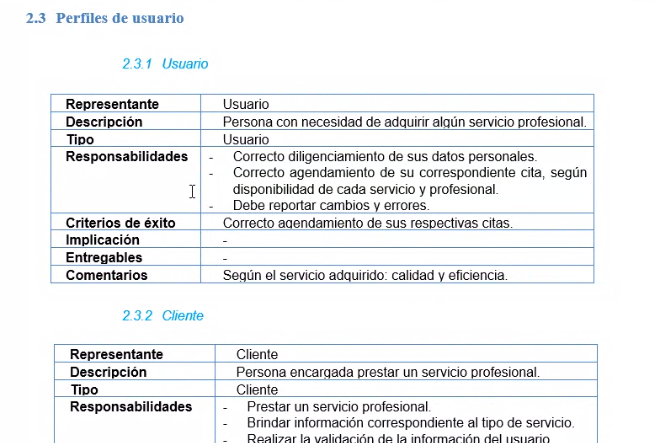 2.3 Perfiles de usuario
2.3.1 Usuario
Representante Usuario
Descripción Persona con necesidad de adquirir algún servicio profesional.
Tipo Usuario
Responsabilidades - Correcto diligenciamiento de sus datos personales.
- Correcto agendamiento de su correspondiente cita, según
disponibilidad de cada servicio y profesional.
- Debe reportar cambios y errores.
Criterios de éxito Correcto agendamiento de sus respectivas citas.
Implicación -
Entregables -
Comentarios Según el servicio adquirido: calidad y eficiencia.
2.3.2 Cliente
Representante Cliente
Descripción Persona encargada prestar un servicio profesional.
Tipo Cliente
Responsabilidades - Prestar un servicio profesional.
- Brindar información correspondiente al tipo de servicio.
- Realizar la validación de la información del usuario